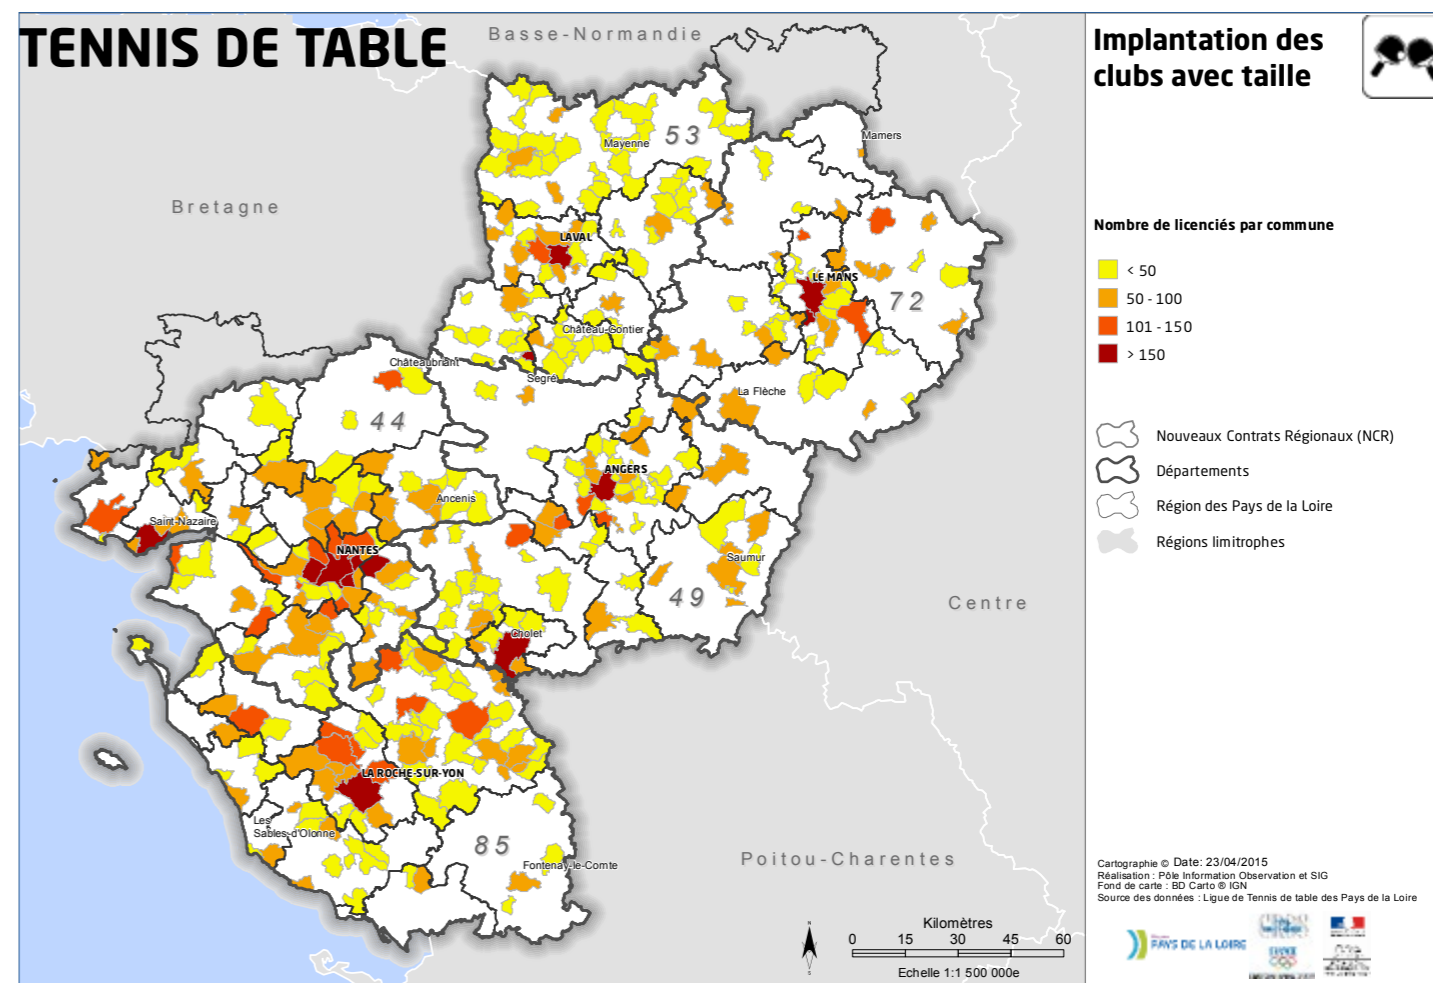 TENNIS DE TABLE
Implantation des
clubs avec taille
Basse-Normandie
Bretagne
Centre
Poitou-Charentes
53
Mayenne
Mamers
LAVAL
LE MANS
72
Château-Gontier
Châteaubriant
Segré
La Flèche
44
ANGERS
Ancenis
Saint-Nazaire
NANTES
Saumur
49
Cholet
LA ROCHE-SUR-YON
Les
Sables-d'Olonne
85
Fontenay-le-Comte
Nombre de licenciés par commune
< 50
50 - 100
101 - 150
> 150
Nouveaux Contrats Régionaux (NCR)
Départements
Région des Pays de la Loire
Régions limitrophes
N
S
Kilomètres
0 15 30 45 60
Echelle 1:1 500 000e
Cartographie © Date: 23/04/2015
Réalisation : Pôle Information Observation et SIG
Fond de carte : BD Carto ® IGN
Source des données : Ligue de Tennis de table des Pays de la Loire
PAYS DE LA LOIRE